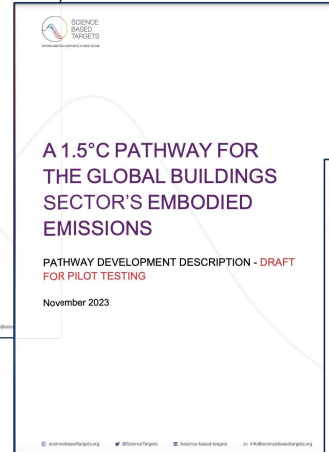 SCIENCE
BASED
TARGETS
A 1.5°C PATHWAY FOR
THE GLOBAL BUILDINGS
SECTOR'S EMBODIED
EMISSIONS
PATHWAY DEVELOPMENT DESCRIPTION - DRAFT
FOR PILOT TESTING
November 2023
sciencebasedtargets.org @ScienceTargets /science-based-targets info@sciencebasedtargets.org